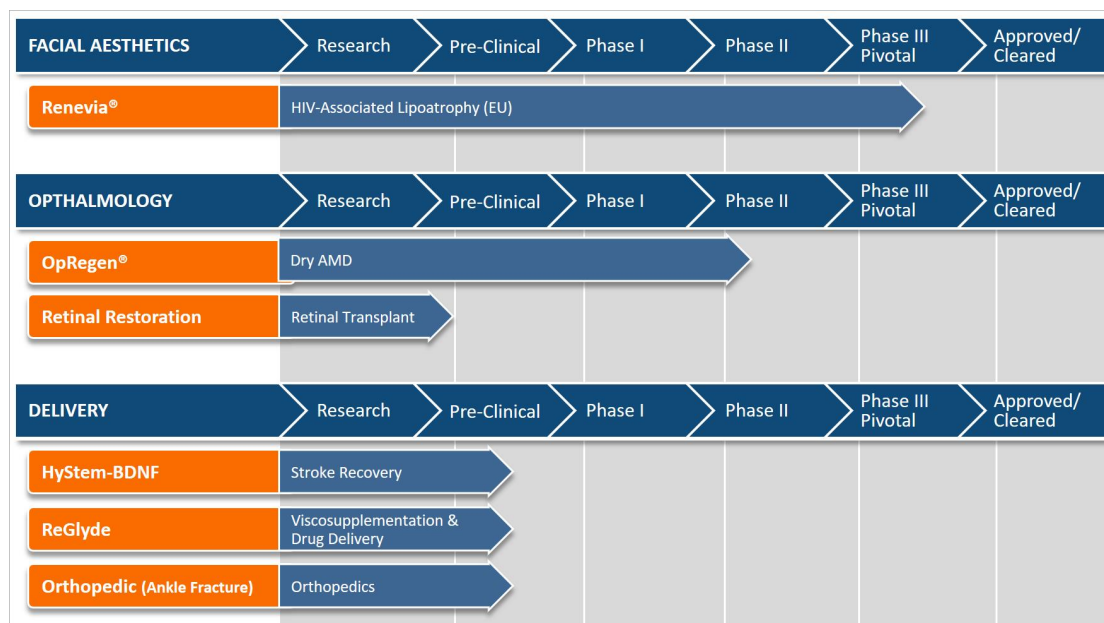 FACIAL AESTHETICS
Research
Pre-Clinical
Phase I
Phase II
Phase III
Pivotal
Approved/
Cleared
Renevia®
HIV-Associated Lipoatrophy (EU)
OPTHALMOLOGY
Research
Pre-Clinical
Phase I
Phase II
Phase III
Pivotal
Approved/
Cleared
OpRegen®
Dry AMD
Retinal Restoration
Retinal Transplant
DELIVERY
Research
Pre-Clinical
Phase I
Phase II
Phase III
Pivotal
Approved/
Cleared
HyStem-BDNF
Stroke Recovery
ReGlyde
Viscosupplementation &
Drug Delivery
Orthopedic (Ankle Fracture)
Orthopedics